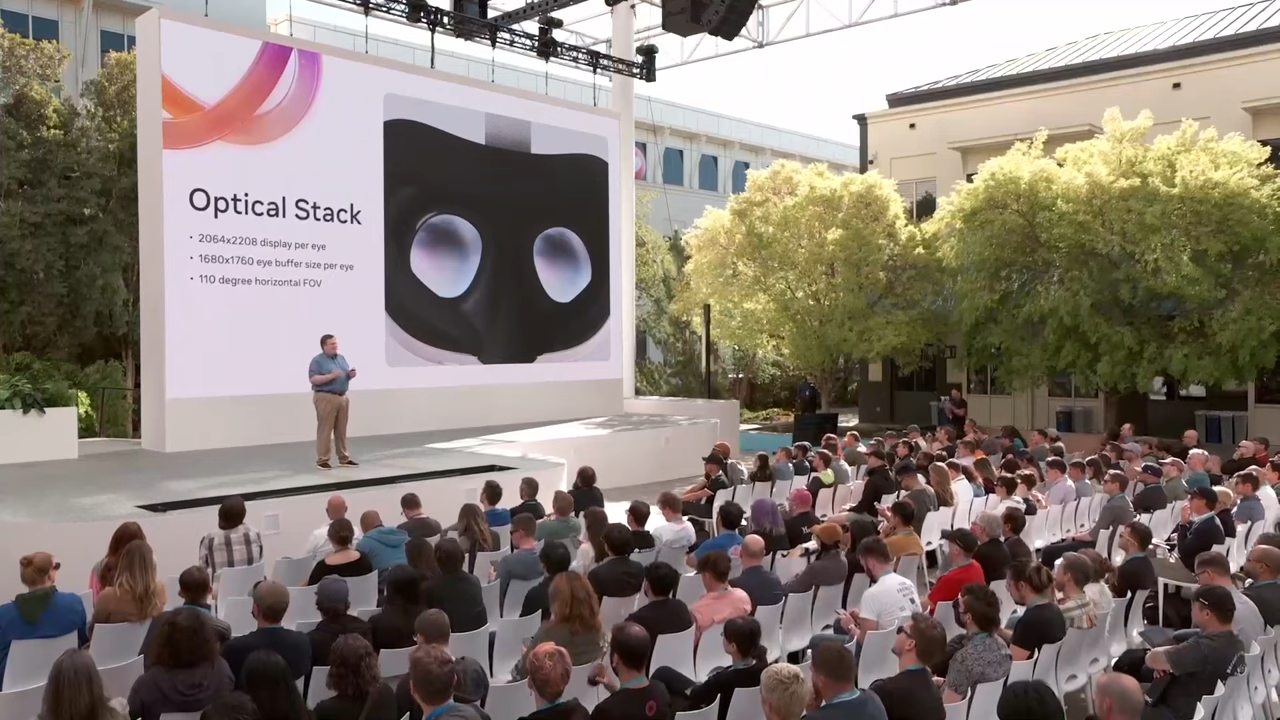 Optical Stack
• 2064x2208 display per eye
• 1680x1760 eye buffer size per eye
• 110 degree horizontal FOV